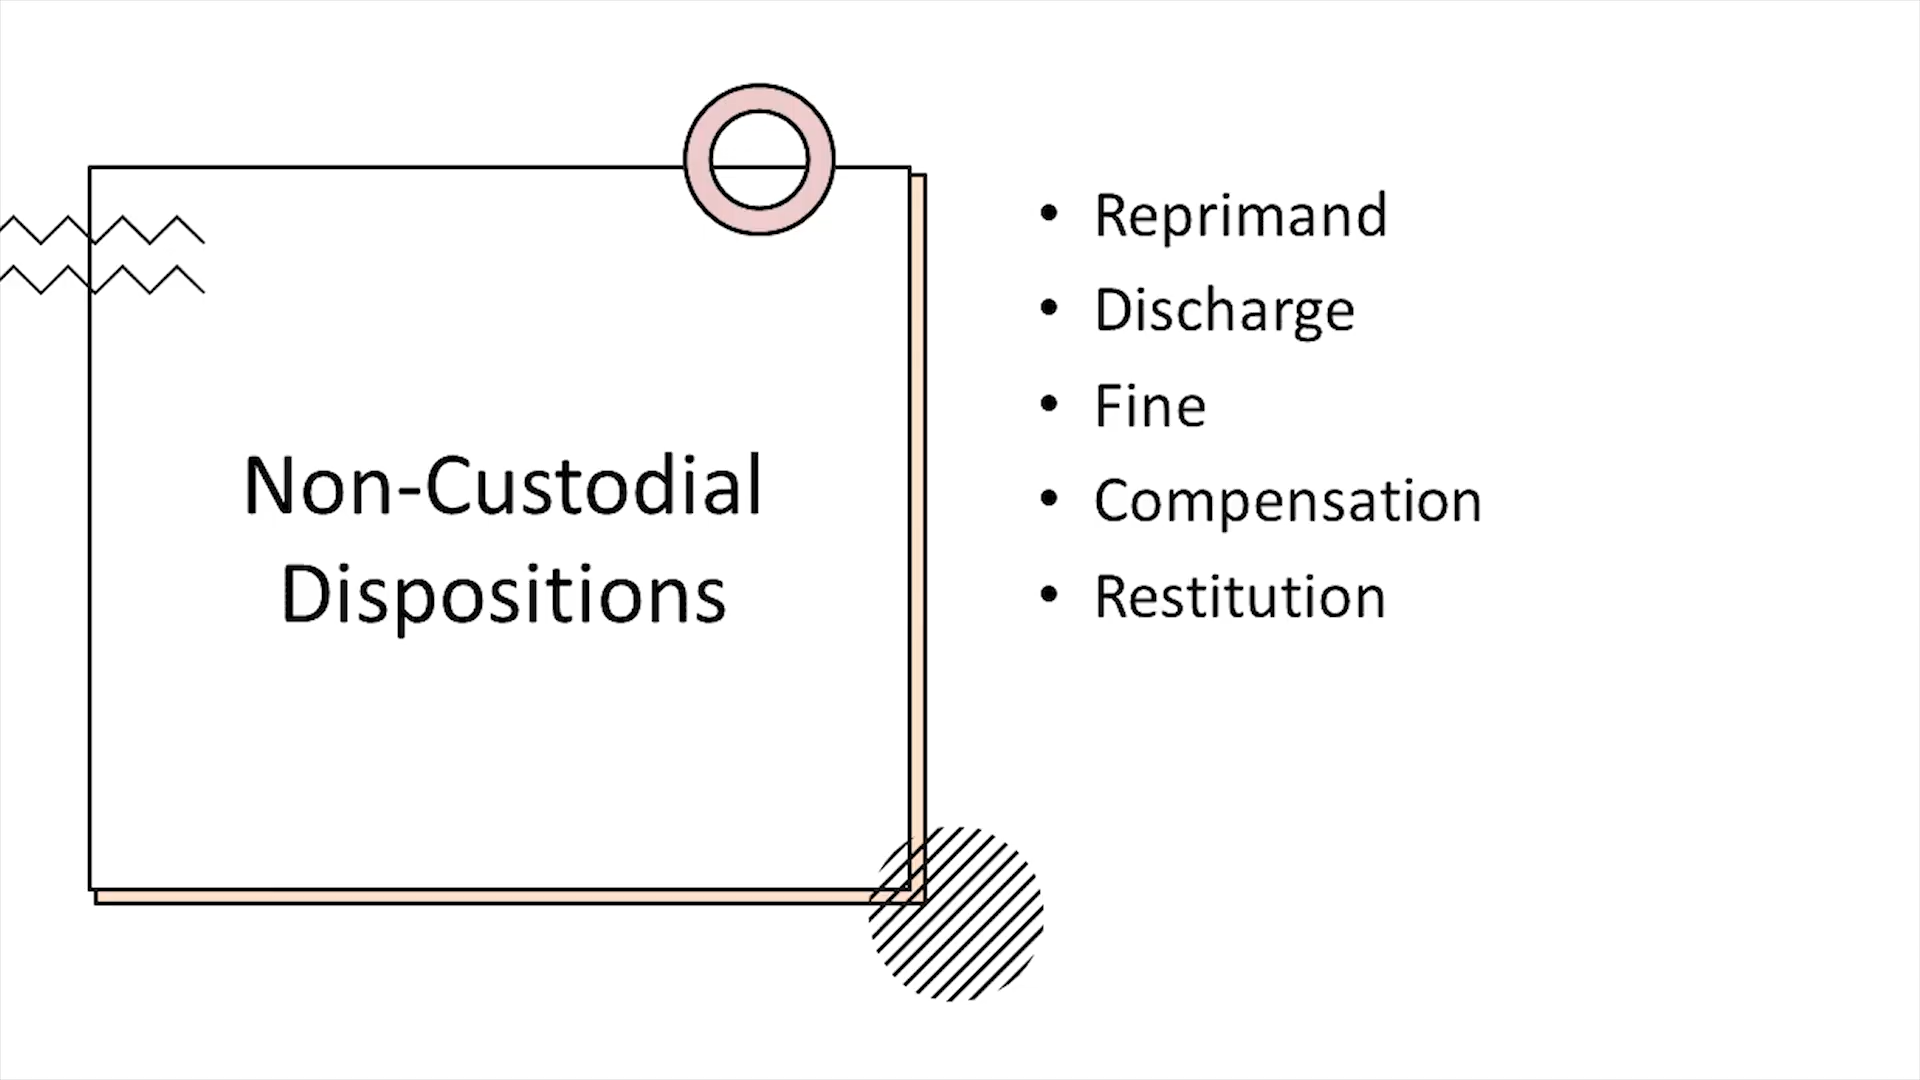 Non-Custodial
Dispositions
• Reprimand
• Discharge
• Fine
• Compensation
• Restitution